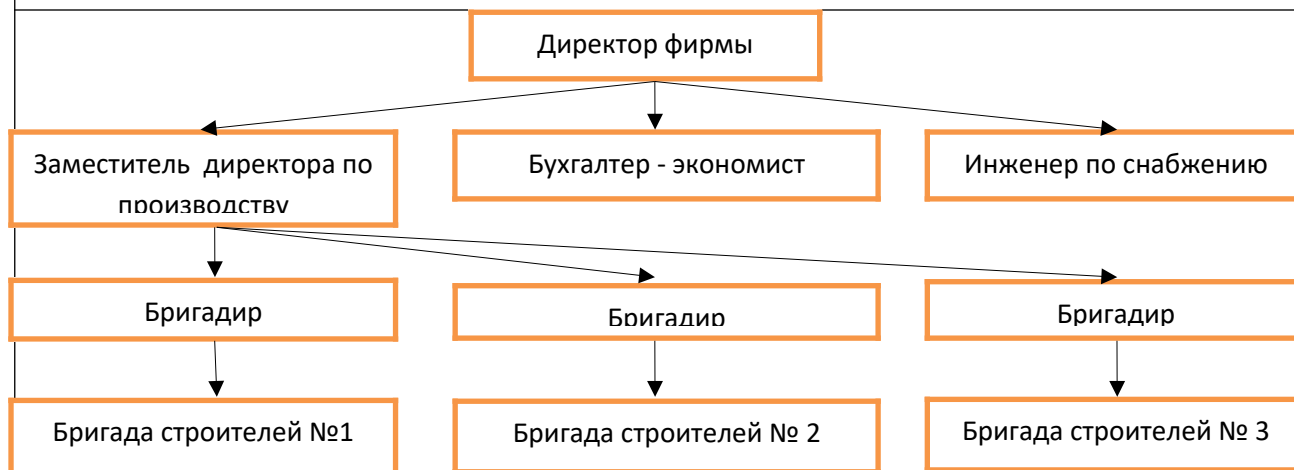 Директор фирмы
Заместитель директора по
производству
Бухгалтер - экономист
Инженер по снабжению
Бригадир
Бригадир
Бригадир
Бригада строителей №1
Бригада строителей № 2
Бригада строителей № 3